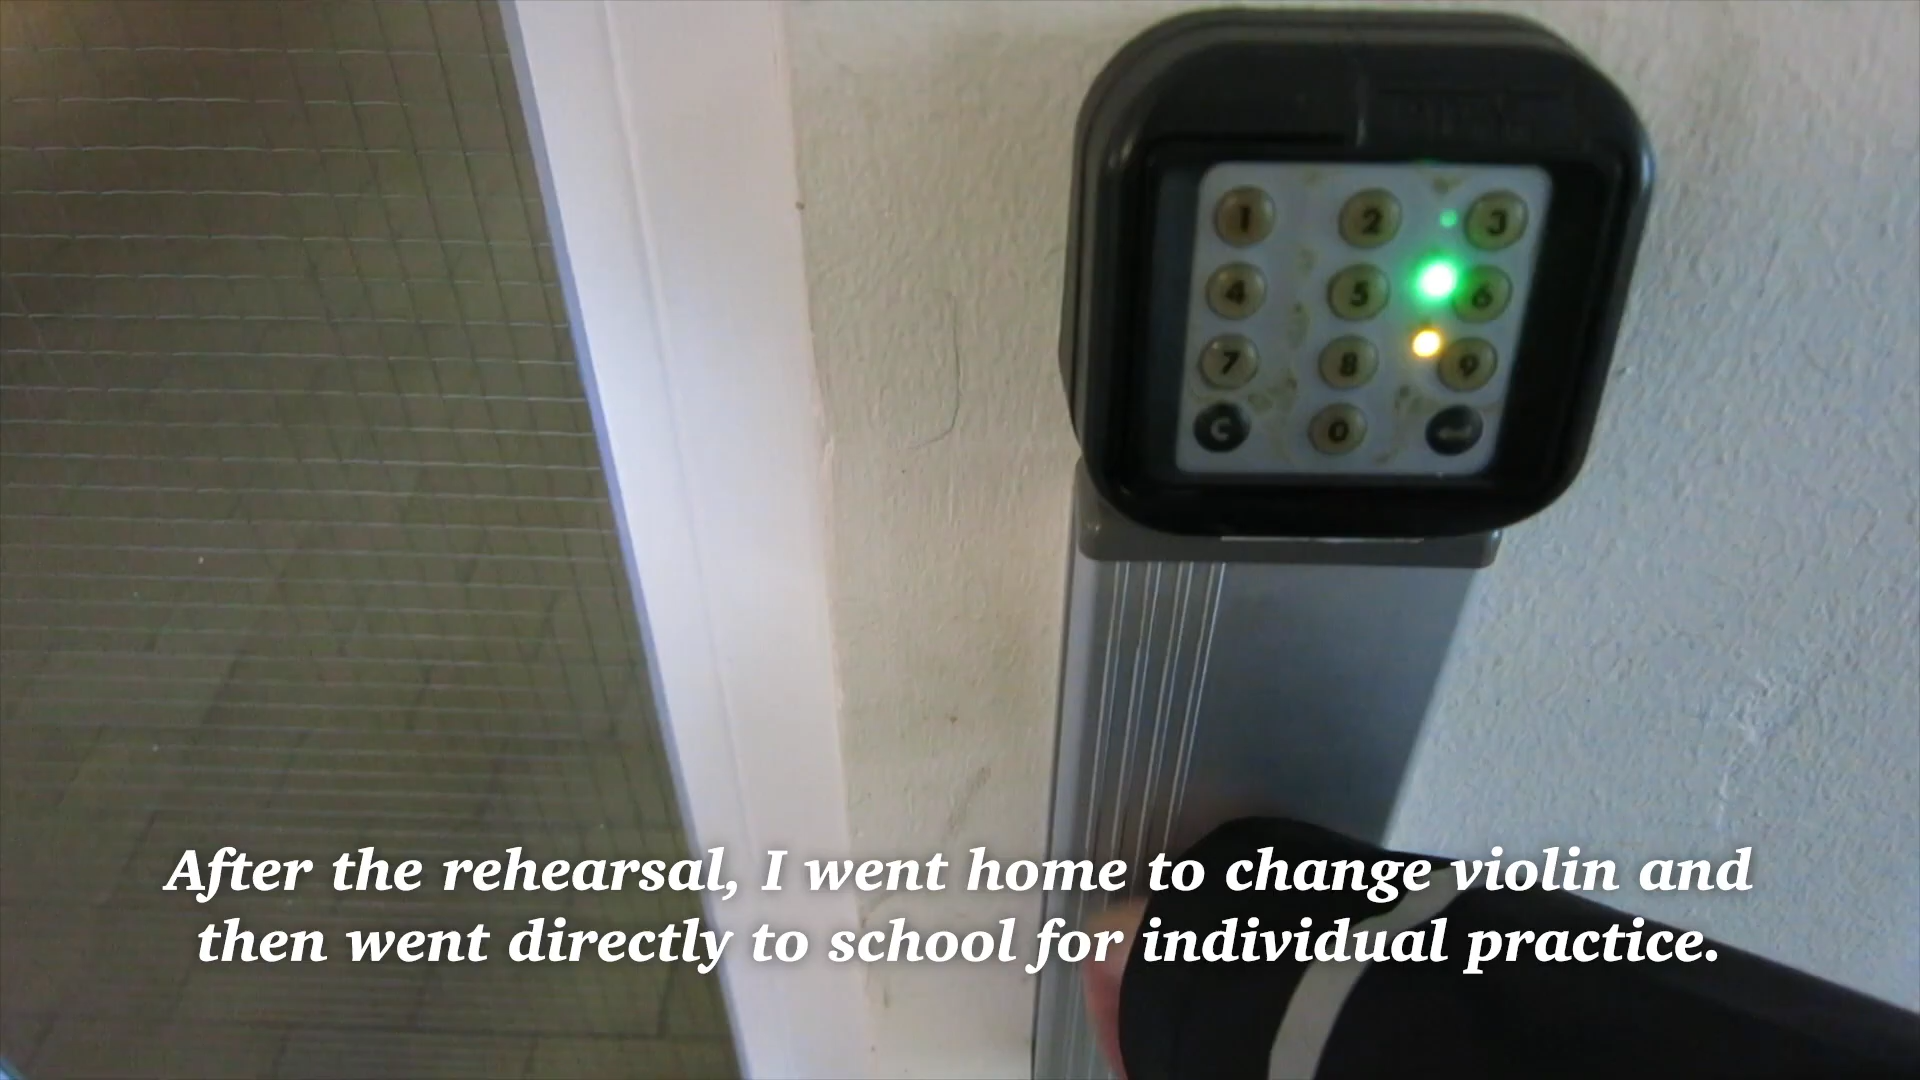 1 2 3
4 5 6
7 8 9
C 0
After the rehearsal, I went home to change violin and
then went directly to school for individual practice.